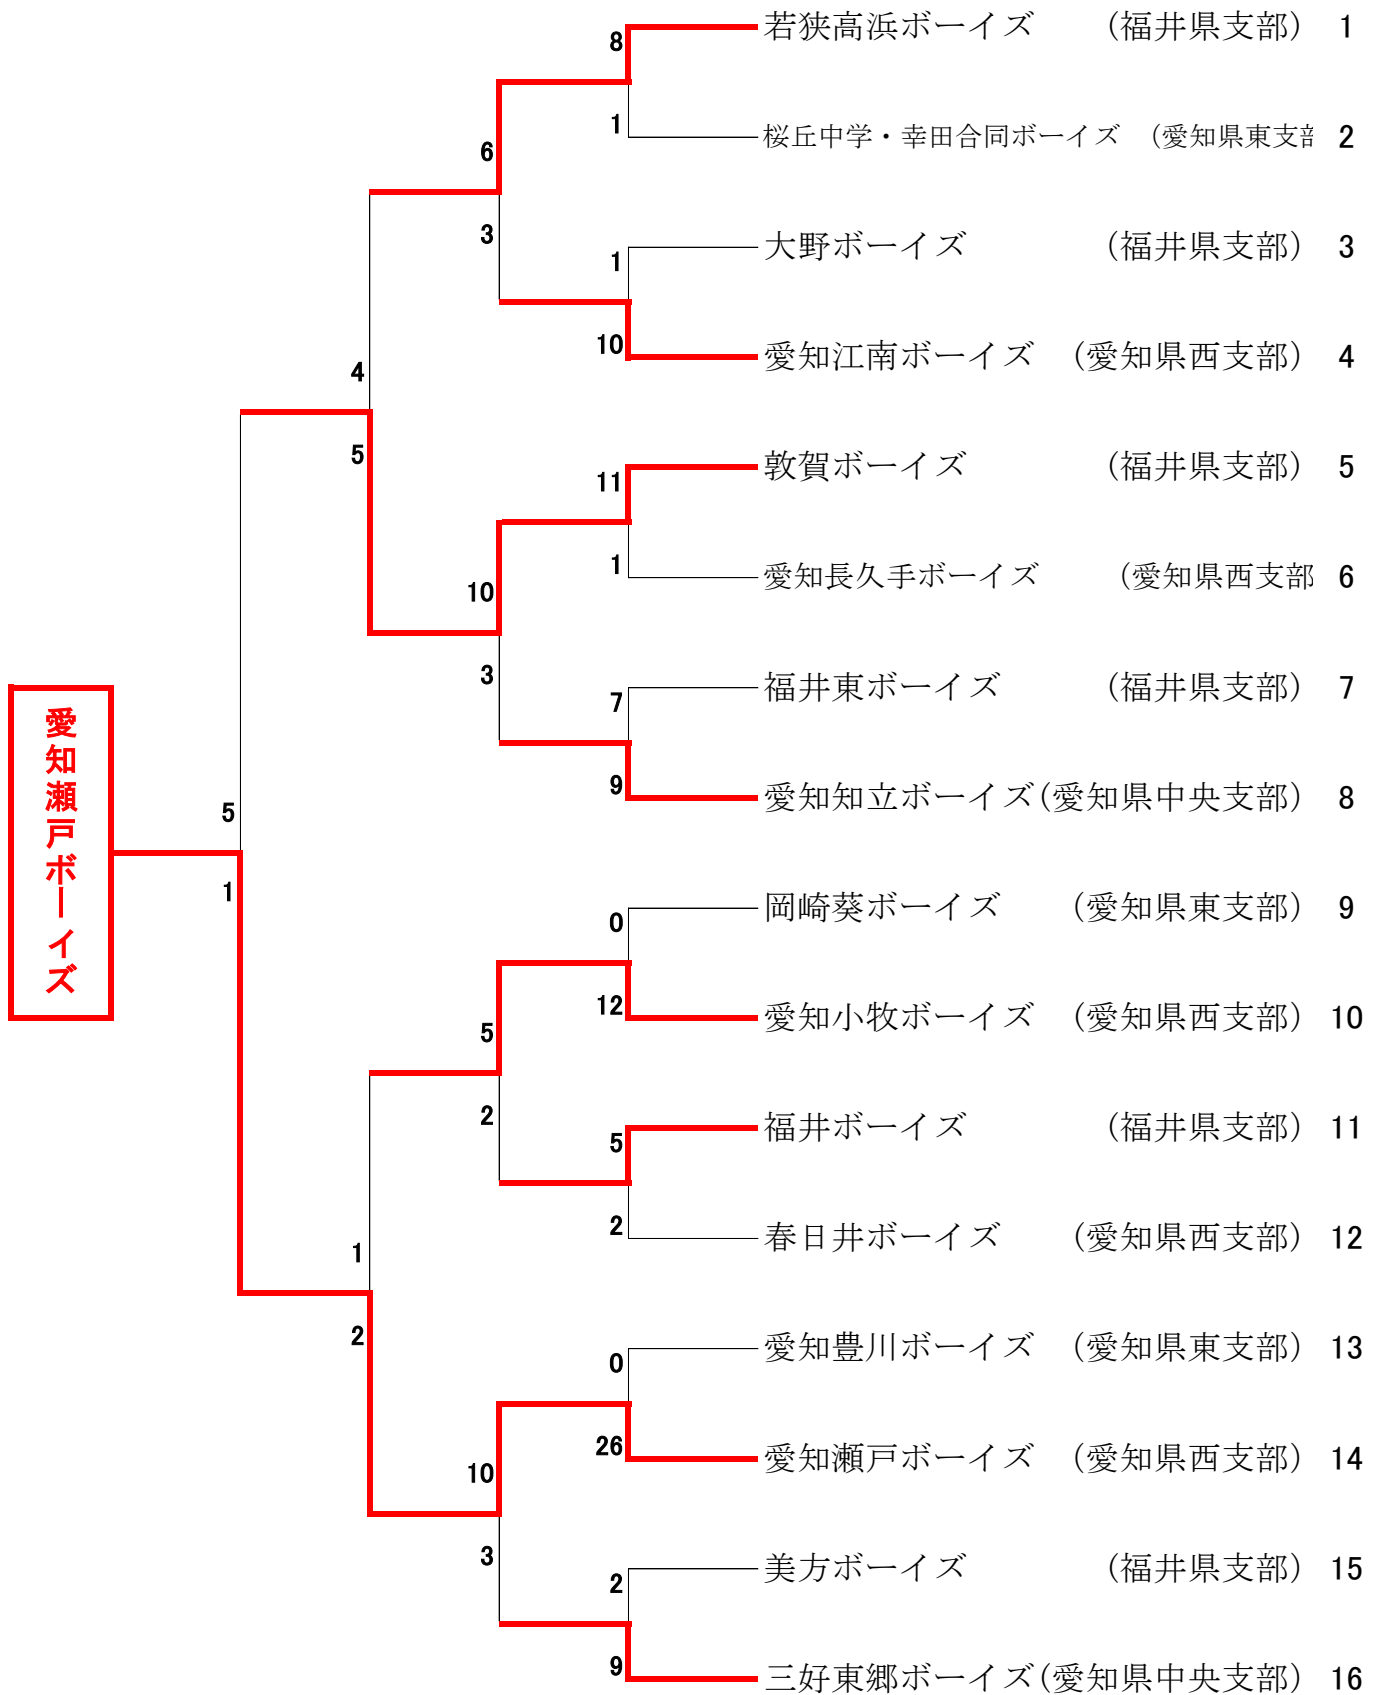 8
若狭高浜ボーイズ (福井県支部) 1
1
桜丘中学・幸田合同ボーイズ (愛知県東支部 2
6
3
1
大野ボーイズ (福井県支部) 3
10
愛知江南ボーイズ (愛知県西支部) 4
4
5
11
敦賀ボーイズ (福井県支部) 5
1
愛知長久手ボーイズ (愛知県西支部 6
10
3
7
福井東ボーイズ (福井県支部) 7
9
愛知知立ボーイズ(愛知県中央支部) 8
愛知瀬戸ボーイズ
5
1
0
岡崎葵ボーイズ (愛知県東支部) 9
12
愛知小牧ボーイズ (愛知県西支部) 10
5
2
5
福井ボーイズ (福井県支部) 11
2
春日井ボーイズ (愛知県西支部) 12
1
2
0
愛知豊川ボーイズ (愛知県東支部) 13
26
愛知瀬戸ボーイズ (愛知県西支部) 14
10
3
2
美方ボーイズ (福井県支部) 15
9
三好東郷ボーイズ(愛知県中央支部) 16